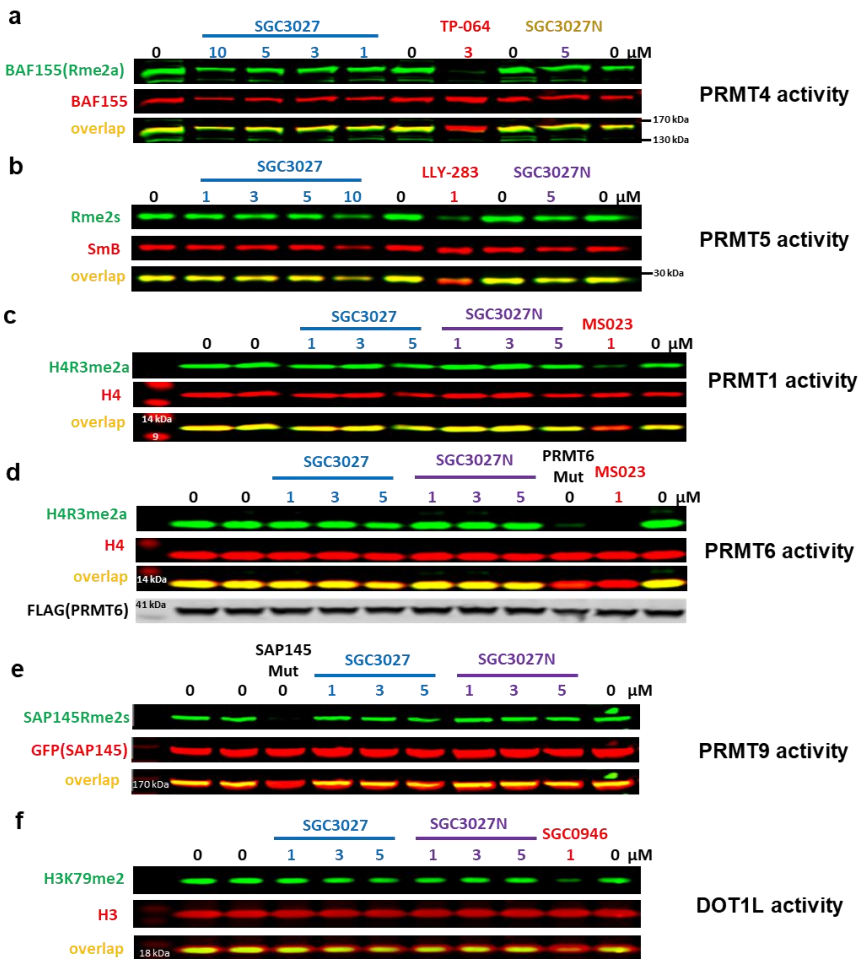 a
SGC3027 TP-064 SGC3027N
0 10 5 3 1 0 3 0 5 0 µM
BAF155(Rme2a)
BAF155
overlap
170 kDa
130 kDa
PRMT4 activity
b
SGC3027 LLY-283 SGC3027N
0 1 3 5 10 0 1 0 5 0 µM
Rme2s
SmB
overlap
30 kDa
PRMT5 activity
c
SGC3027 SGC3027N MS023
0 0 1 3 5 1 3 5 1 0 µM
H4R3me2a
H4
overlap
14 kDa
9
PRMT1 activity
d
SGC3027 SGC3027N PRMT6 Mut MS023
0 0 1 3 5 1 3 5 0 1 0 µM
H4R3me2a
H4
overlap
14 kDa
FLAG(PRMT6)
41 kDa
PRMT6 activity
e
SAP145 Mut SGC3027 SGC3027N
0 0 0 1 3 5 1 3 5 0 µM
SAP145Rme2s
GFP(SAP145)
overlap
170 kDa
PRMT9 activity
f
SGC3027 SGC3027N SGC0946
0 0 1 3 5 1 3 5 1 0 µM
H3K79me2
H3
overlap
18 kDa
DOT1L activity